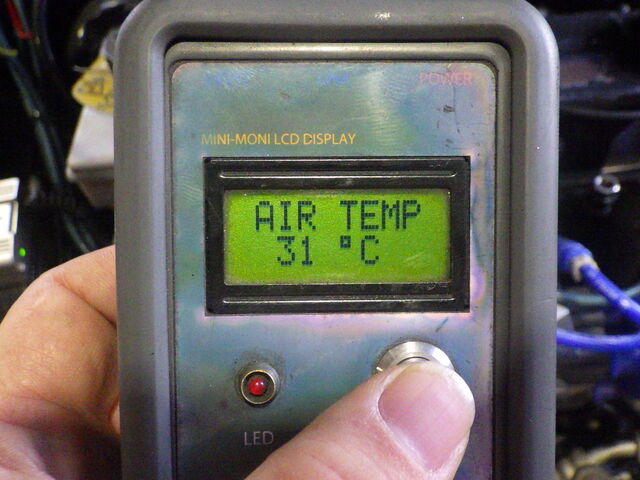 POWER
MINI-MONI LCD DISPLAY
AIR TEMP
31 °C
LED